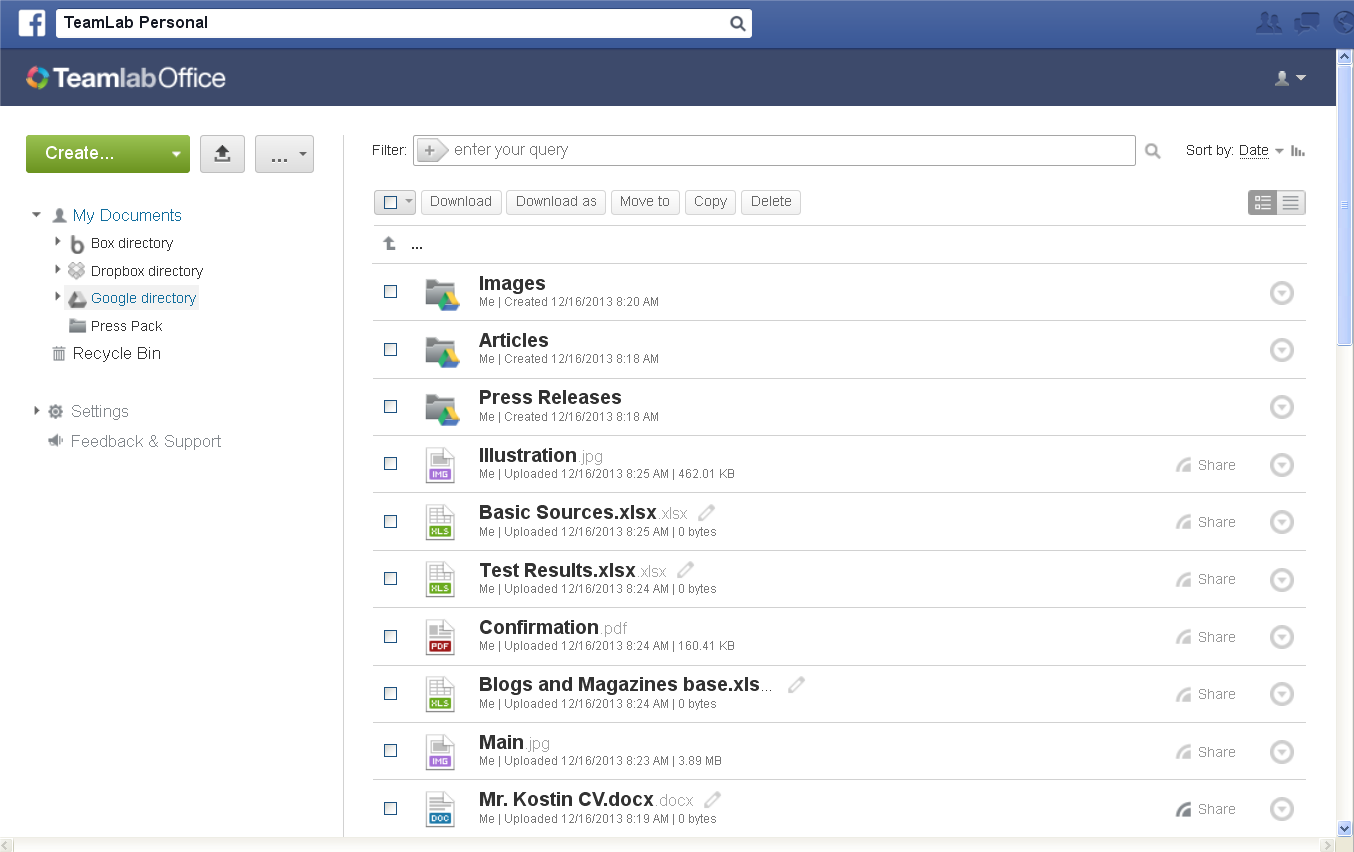 TeamLab Personal
TeamlabOffice
Create...
...
Filter: enter your query
Sort by: Date
My Documents
Box directory
Dropbox directory
Google directory
Press Pack
Recycle Bin
Settings
Feedback & Support
Download
Download as
Move to
Copy
Delete
...
Images
Me | Created 12/16/2013 8:20 AM
Articles
Me | Created 12/16/2013 8:18 AM
Press Releases
Me | Created 12/16/2013 8:18 AM
IMG
Illustration.jpg
Me | Uploaded 12/16/2013 8:25 AM | 462.01 KB
Share
XLS
Basic Sources.xlsx.xlsx
Me | Uploaded 12/16/2013 8:25 AM | 0 bytes
Share
XLS
Test Results.xlsx.xlsx
Me | Uploaded 12/16/2013 8:24 AM | 0 bytes
Share
PDF
Confirmation.pdf
Me | Uploaded 12/16/2013 8:24 AM | 160.41 KB
Share
XLS
Blogs and Magazines base.xls...
Me | Uploaded 12/16/2013 8:24 AM | 0 bytes
Share
IMG
Main.jpg
Me | Uploaded 12/16/2013 8:23 AM | 3.89 MB
Share
DOC
Mr. Kostin CV.docx.docx
Me | Uploaded 12/16/2013 8:19 AM | 0 bytes
Share